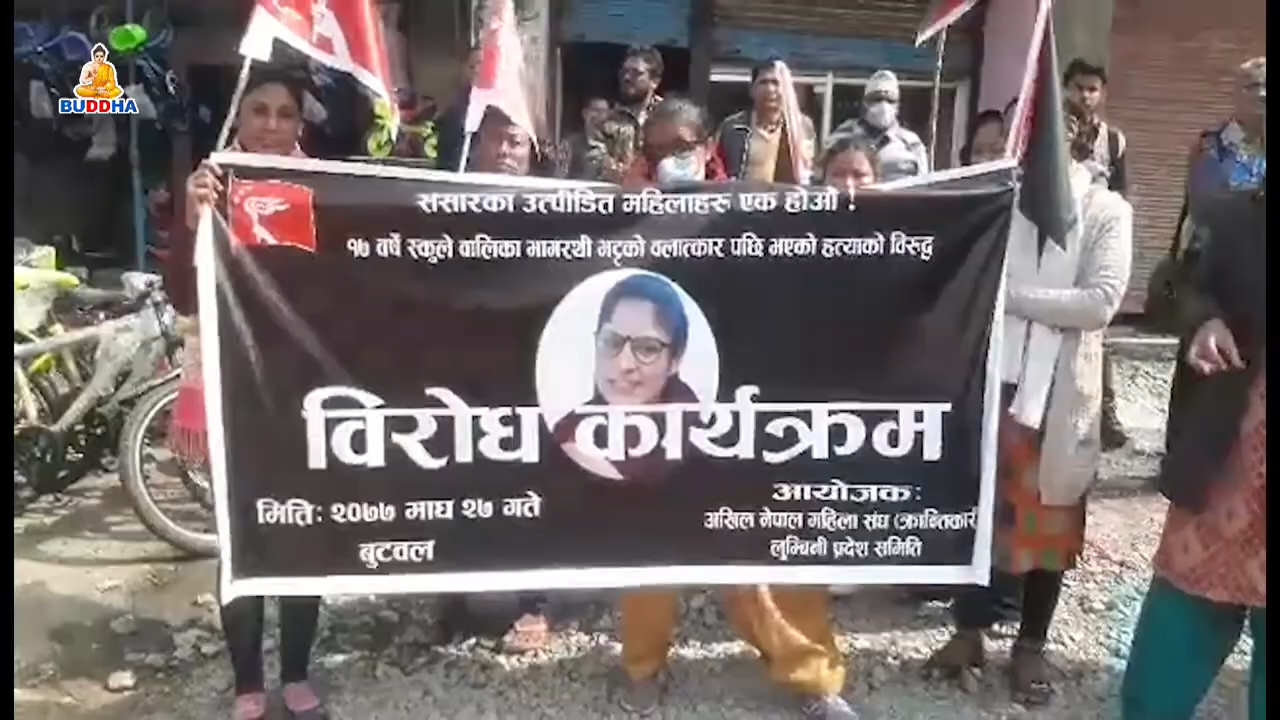 BUDDHA
संसारका उत्पीडित महिलाहरु एक होऔं !
१७ वर्षे स्कुले वालिका भागरथी भट्टको वलात्कार पछि भएको हत्याको विरुद्ध
विरोध कार्यक्रम
मिति: २०७७ माघ २७ गते
बुटवल
आयोजक:
अखिल नेपाल महिला संघ (क्रान्तिकारी
लुम्बिनी प्रदेश समिति